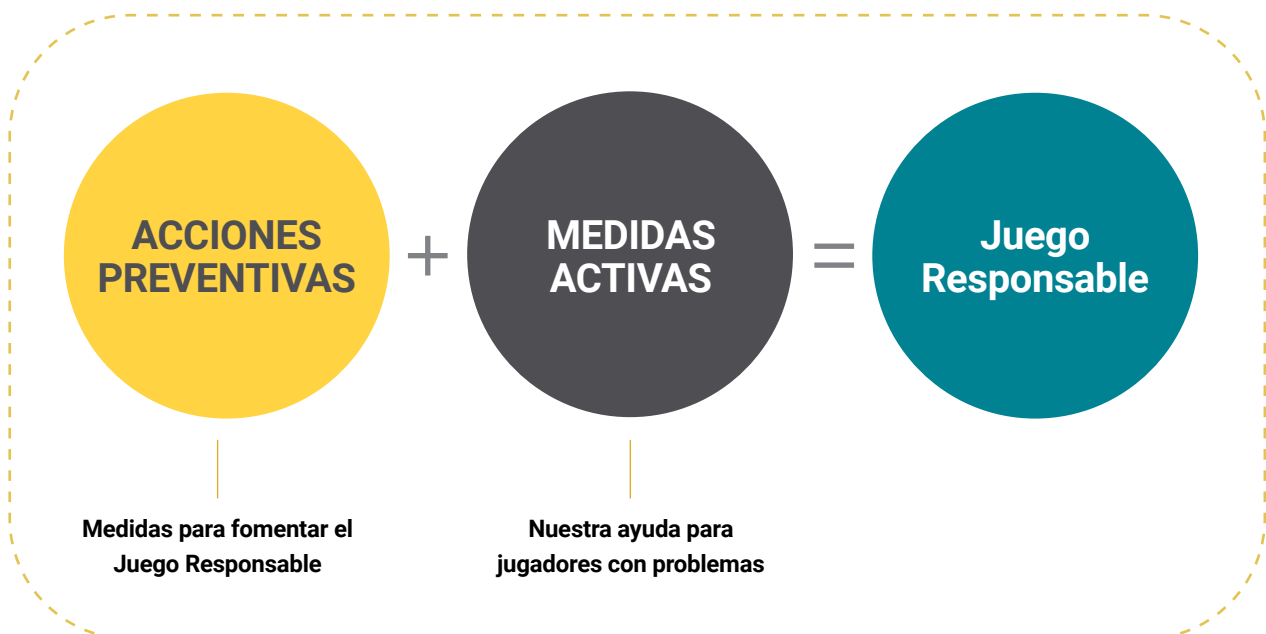 ACCIONES
PREVENTIVAS
+
MEDIDAS
ACTIVAS
=
Juego
Responsable
Medidas para fomentar el
Juego Responsable
Nuestra ayuda para
jugadores con problemas